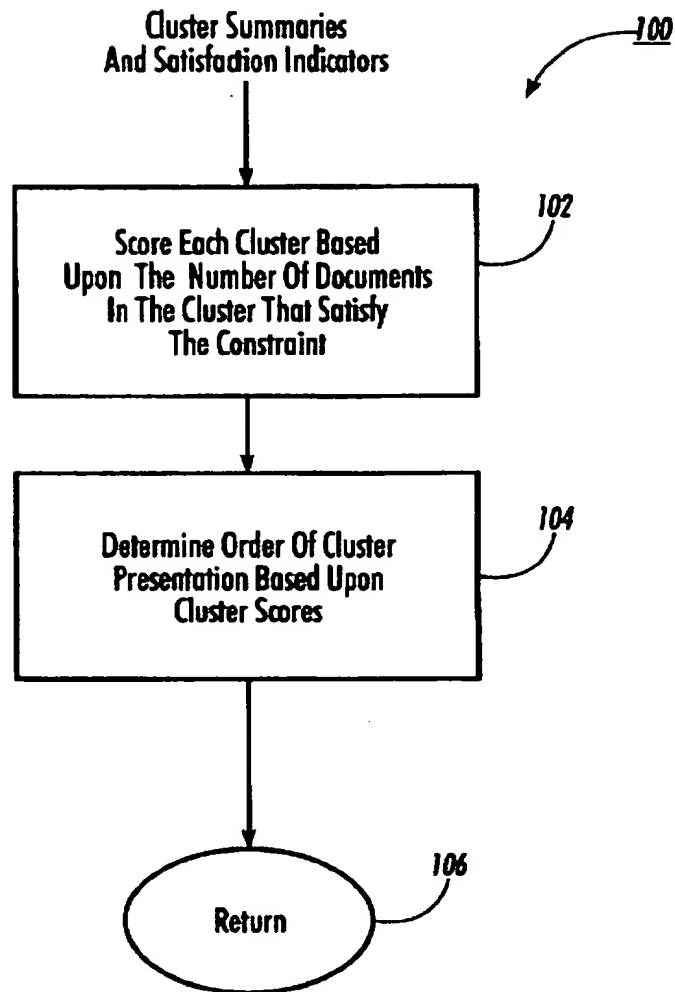 Cluster Summaries
And Satisfaction Indicators
100
102
Score Each Cluster Based
Upon The Number Of Documents
In The Cluster That Satisfy
The Constraint
104
Determine Order Of Cluster
Presentation Based Upon
Cluster Scores
106
Return